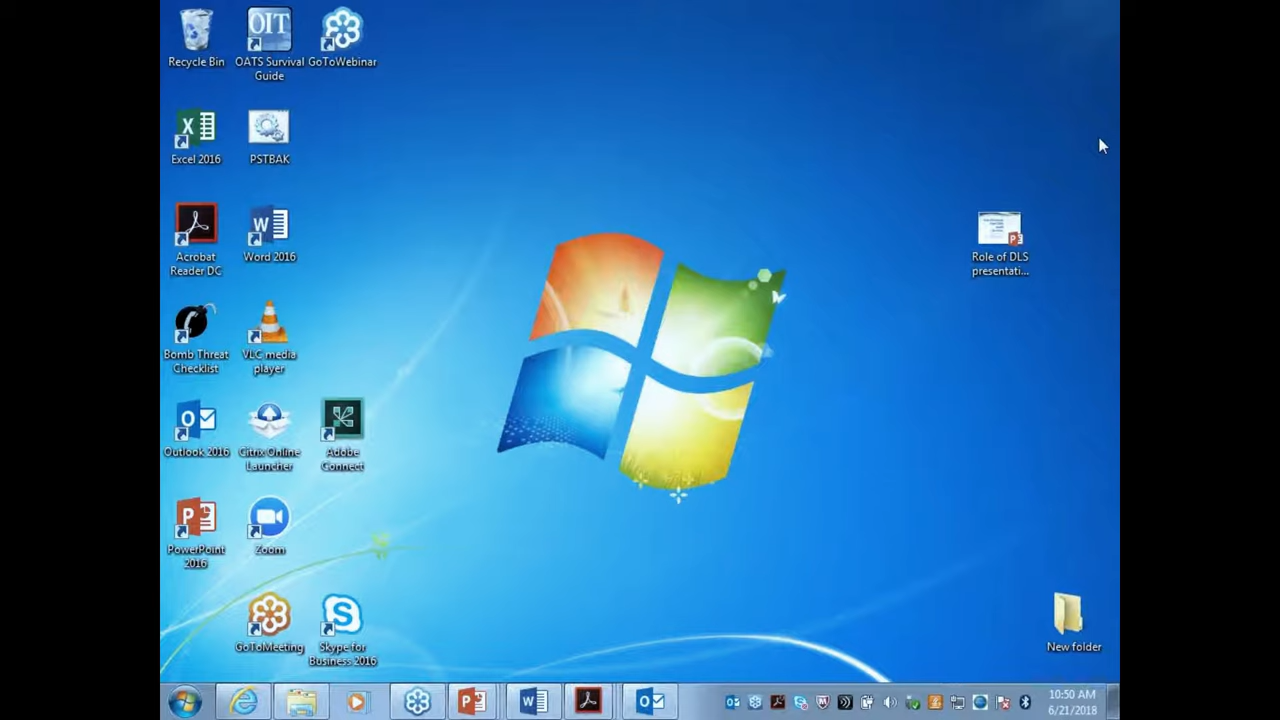 Recycle Bin
OIT
OATS Survival
Guide
GoToWebinar
Excel 2016
PSTBAK
Acrobat
Reader DC
Word 2016
Bomb Threat
Checklist
VLC media
player
Outlook 2016
Citrix Online
Launcher
Adobe
Connect
PowerPoint
2016
Zoom
GoToMeeting
Skype for
Business 2016
Role of DLS
presentati...
New folder
10:50 AM
6/21/2018